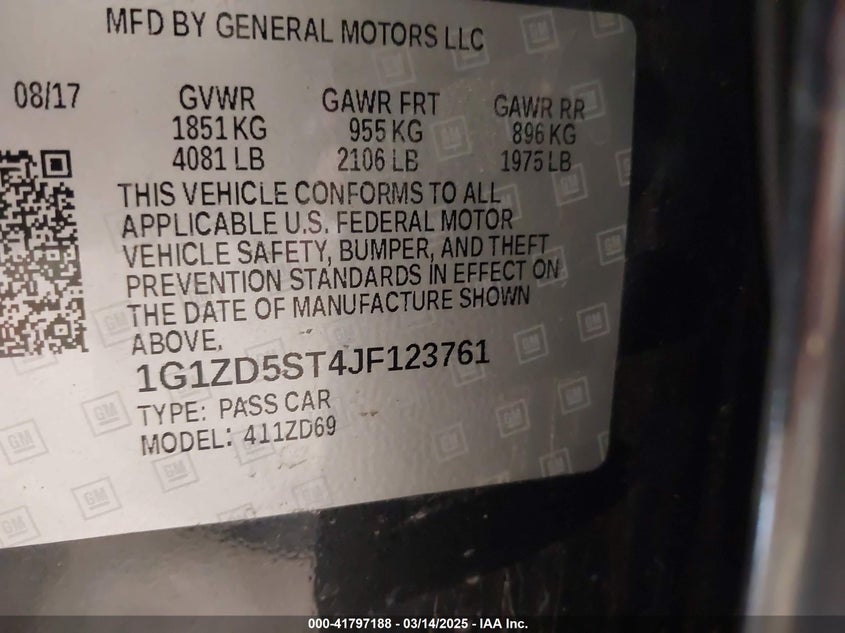 MFD BY GENERAL MOTORS LLC
08/17 GVWR GAWR FRT GAWR RR
1851 KG 955 KG 896 KG
4081 LB 2106 LB 1975 LB
THIS VEHICLE CONFORMS TO ALL
APPLICABLE U.S. FEDERAL MOTOR
VEHICLE SAFETY, BUMPER, AND THEFT
PREVENTION STANDARDS IN EFFECT ON
THE DATE OF MANUFACTURE SHOWN
ABOVE.
1G1ZD5ST4JF123761
TYPE: PASS CAR
MODEL: 411ZD69
GM
000-41797188 - 03/14/2025 - IAA Inc.